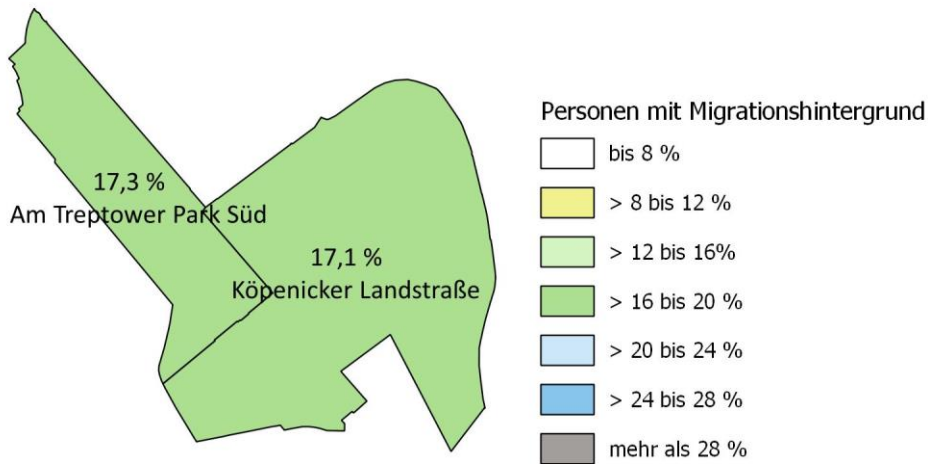 17,3 %
Am Treptower Park Süd
17,1 %
Köpenicker Landstraße
Personen mit Migrationshintergrund
bis 8 %
> 8 bis 12 %
> 12 bis 16%
> 16 bis 20 %
> 20 bis 24 %
> 24 bis 28 %
mehr als 28 %